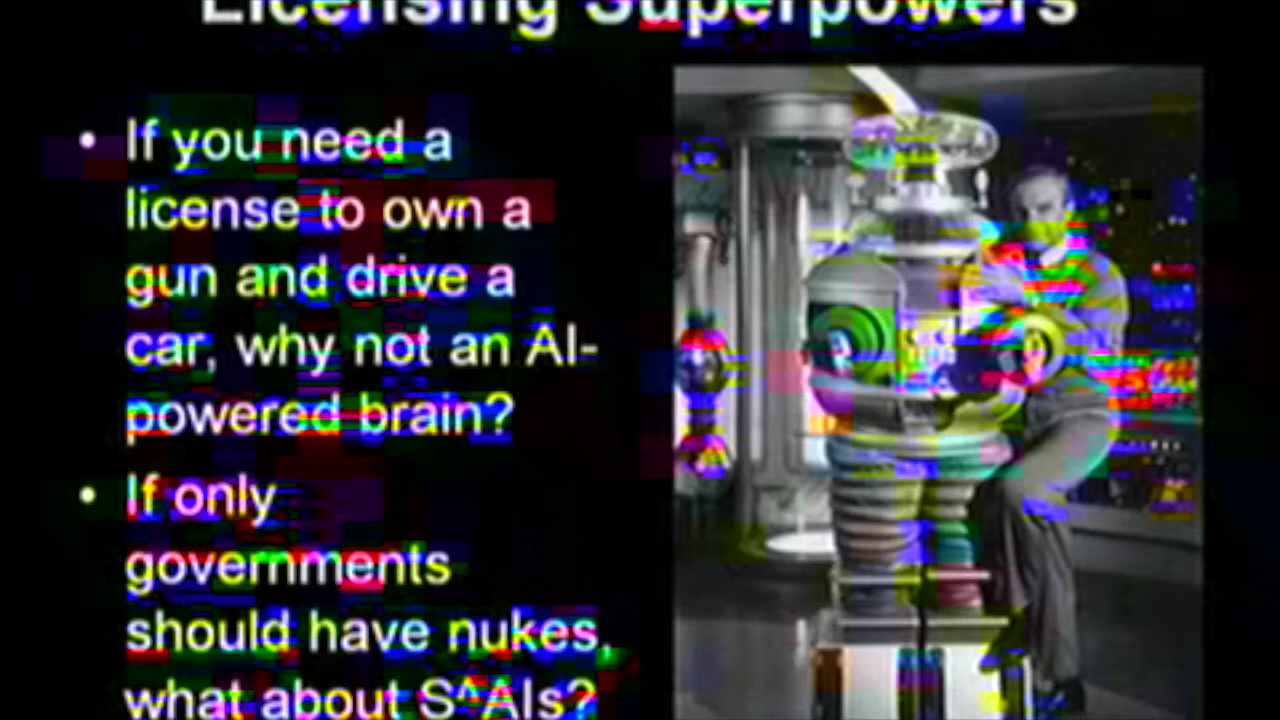 Licensing Superpowers
• If you need a
license to own a
gun and drive a
car, why not an AI-
powered brain?
• If only
governments
should have nukes,
what about S^AIs?